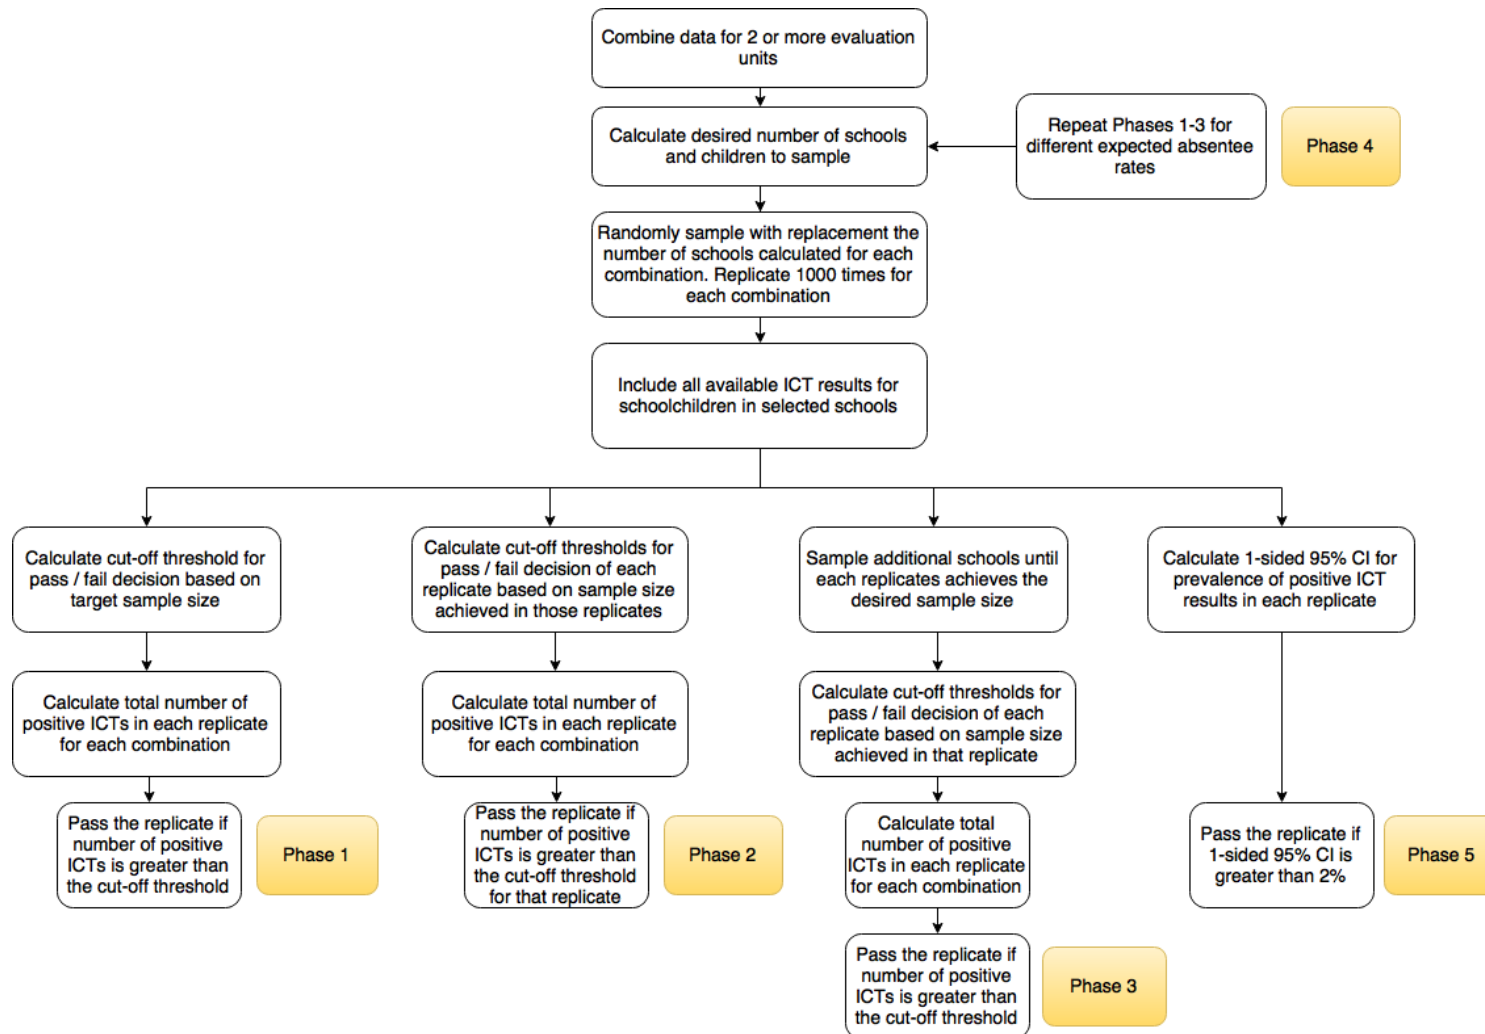 Combine data for 2 or more evaluation
units
Calculate desired number of schools
and children to sample
Repeat Phases 1-3 for
different expected absentee
rates
Phase 4
Randomly sample with replacement the
number of schools calculated for each
combination. Replicate 1000 times for
each combination
Include all available ICT results for
schoolchildren in selected schools
Calculate cut-off threshold for
pass / fail decision based on
target sample size
Calculate cut-off thresholds for
pass / fail decision of each
replicate based on sample size
achieved in those replicates
Sample additional schools until
each replicates achieves the
desired sample size
Calculate 1-sided 95% CI for
prevalence of positive ICT
results in each replicate
Calculate total number of
positive ICTs in each replicate
for each combination
Calculate total number of
positive ICTs in each replicate
for each combination
Calculate cut-off thresholds for
pass / fail decision of each
replicate based on sample size
achieved in that replicate
Pass the replicate if
number of positive
ICTs is greater than
the cut-off threshold
Phase 1
Pass the replicate if
number of positive
ICTs is greater than
the cut-off threshold
for that replicate
Phase 2
Calculate total
number of positive
ICTs in each replicate
for each combination
Pass the replicate if
1-sided 95% CI is
greater than 2%
Phase 5
Pass the replicate if
number of positive
ICTs is greater than
the cut-off threshold
Phase 3